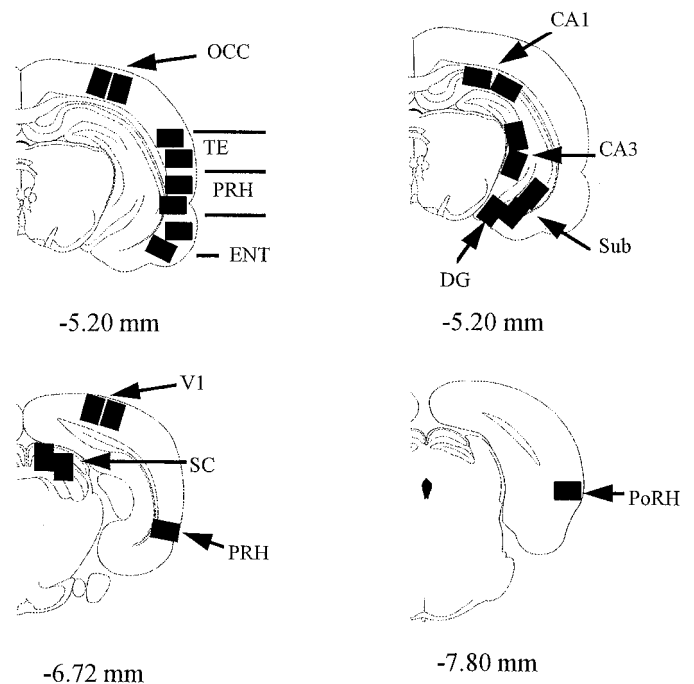 OCC
TE
PRH
ENT
-5.20 mm
CA1
CA3
Sub
DG
-5.20 mm
V1
SC
PRH
-6.72 mm
PoRH
-7.80 mm